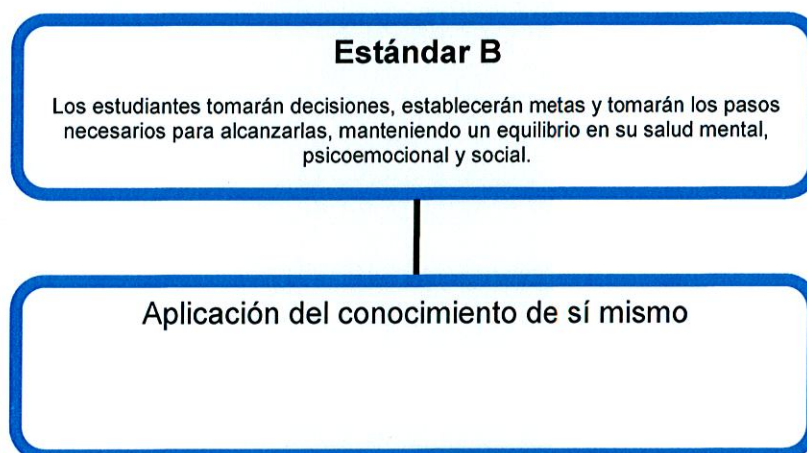 Estándar B
Los estudiantes tomarán decisiones, establecerán metas y tomarán los pasos
necesarios para alcanzarlas, manteniendo un equilibrio en su salud mental,
psicoemocional y social.
Aplicación del conocimiento de sí mismo